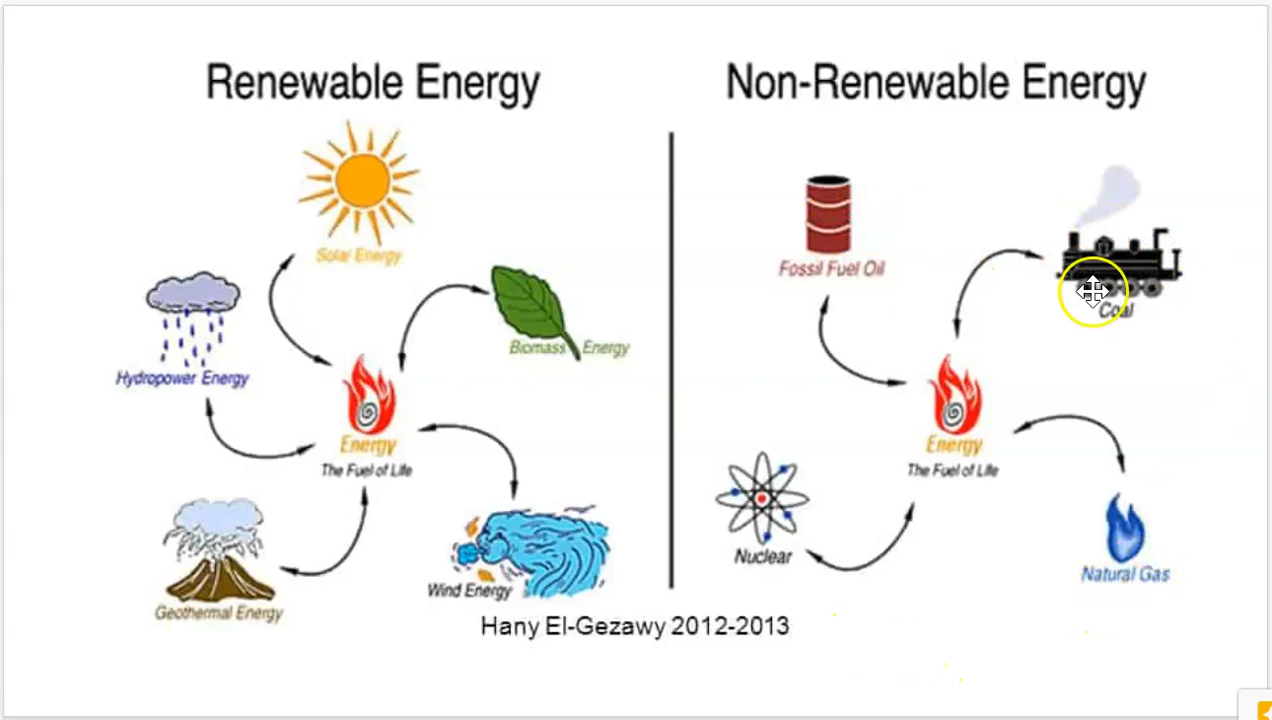 Renewable Energy
Solar Energy
Biomass Energy
Hydropower Energy
Energy
The Fuel of Life
Geothermal Energy
Wind Energy
Non-Renewable Energy
Fossil Fuel Oil
Coal
Energy
The Fuel of Life
Nuclear
Natural Gas
Hany El-Gezawy 2012-2013